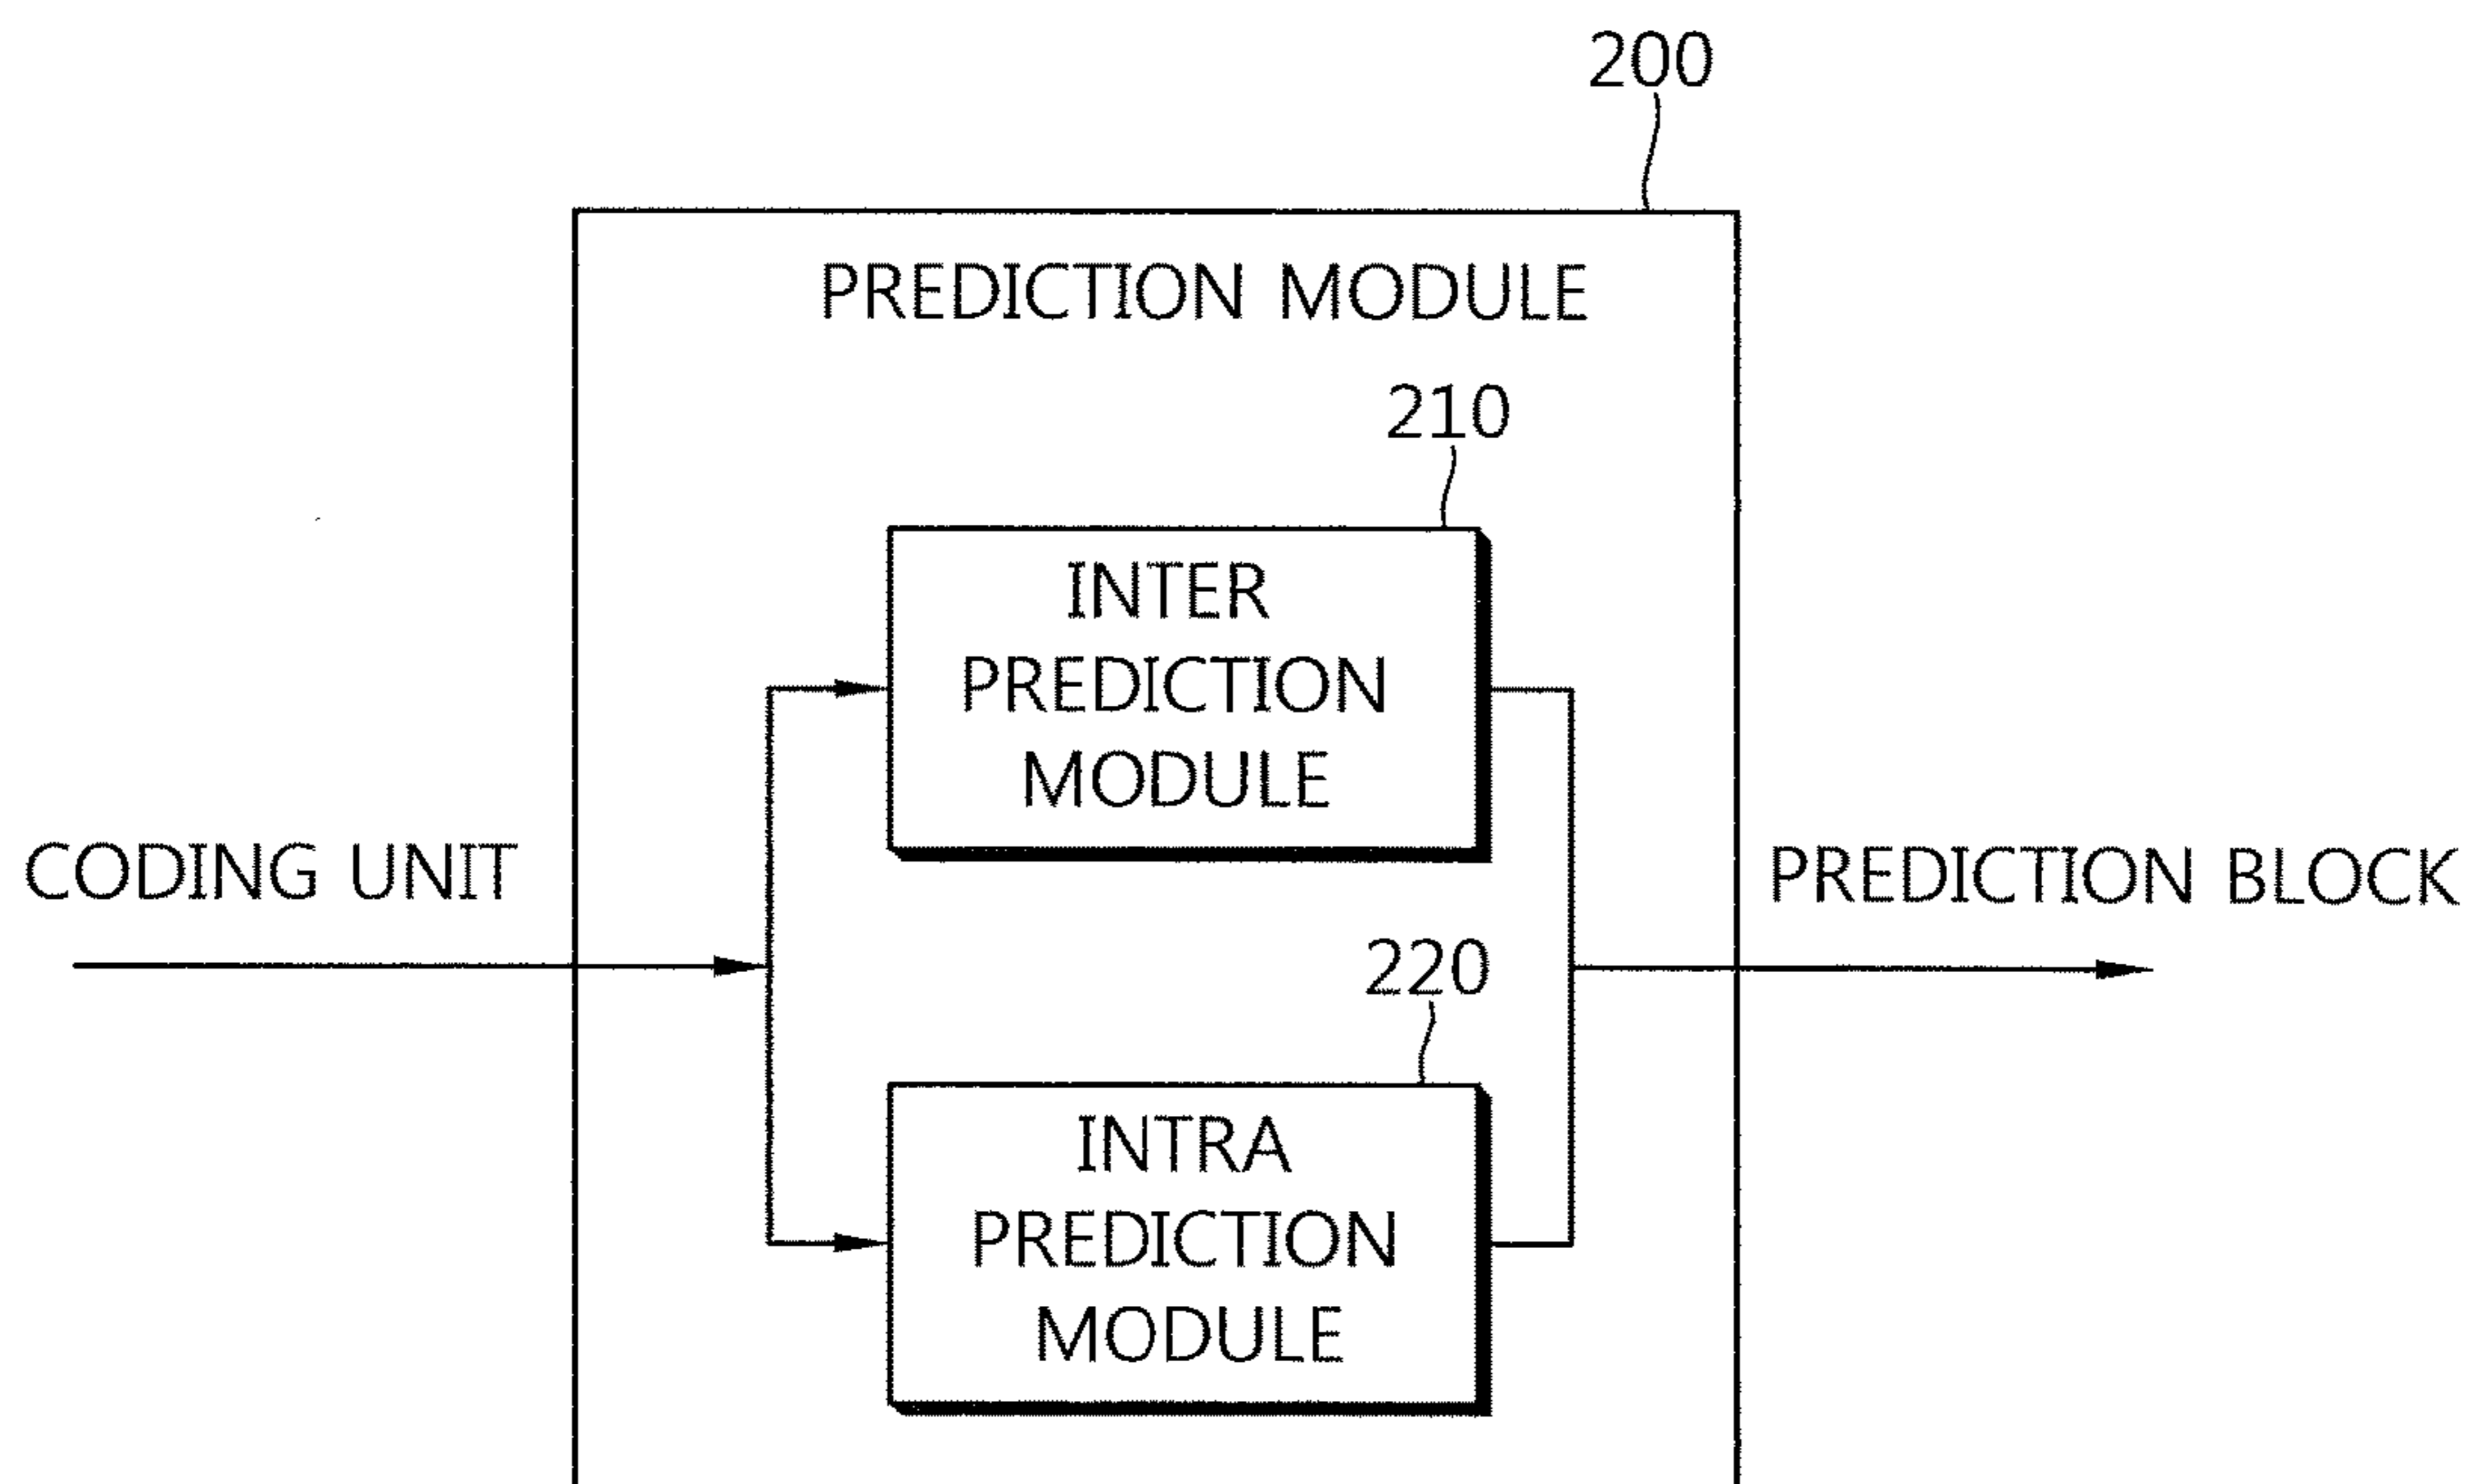 200
PREDICTION MODULE
210
INTER
PREDICTION
MODULE
CODING UNIT
PREDICTION BLOCK
220
INTRA
PREDICTION
MODULE